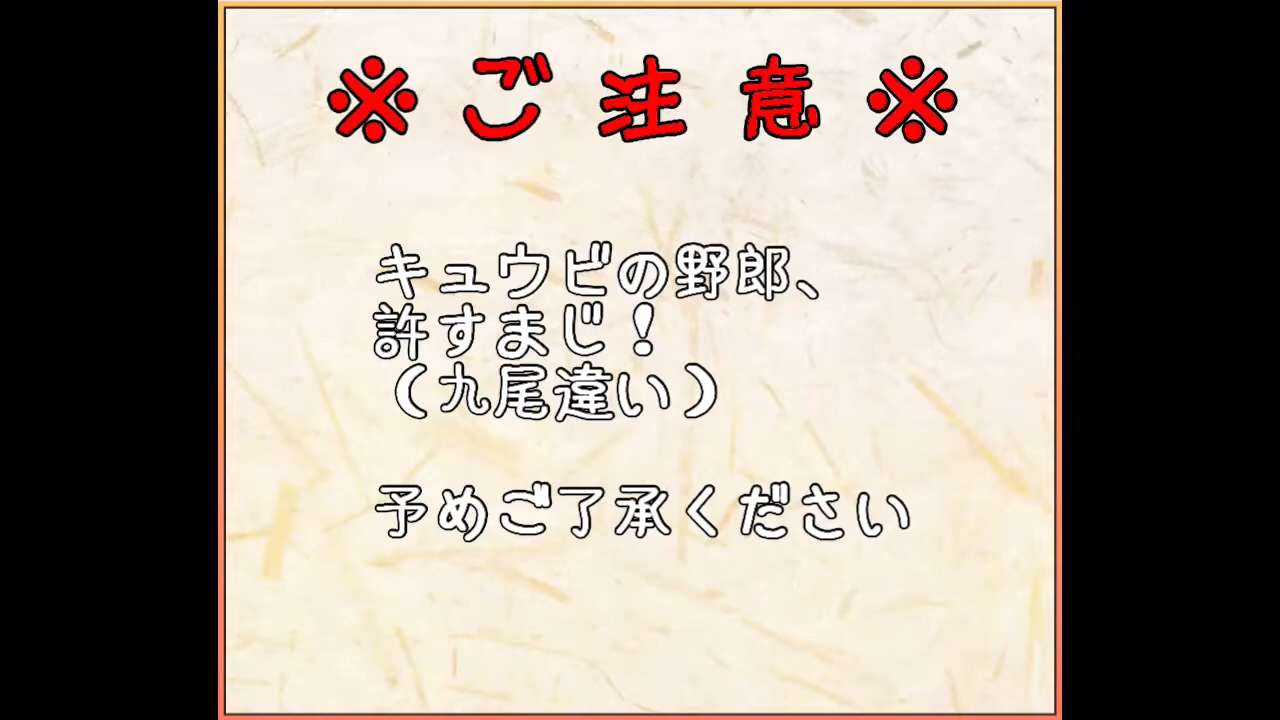 ※ご注意※
キュウビの野郎、
許すまじ！
（九尾違い）
予めご了承ください